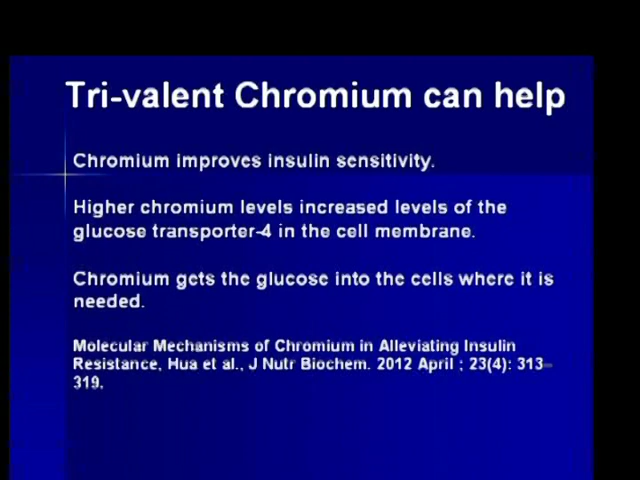 Tri-valent Chromium can help
Chromium improves insulin sensitivity.
Higher chromium levels increased levels of the
glucose transporter-4 in the cell membrane.
Chromium gets the glucose into the cells where it is
needed.
Molecular Mechanisms of Chromium in Alleviating Insulin
Resistance, Hua et al., J Nutr Biochem. 2012 April ; 23(4): 313–
319.